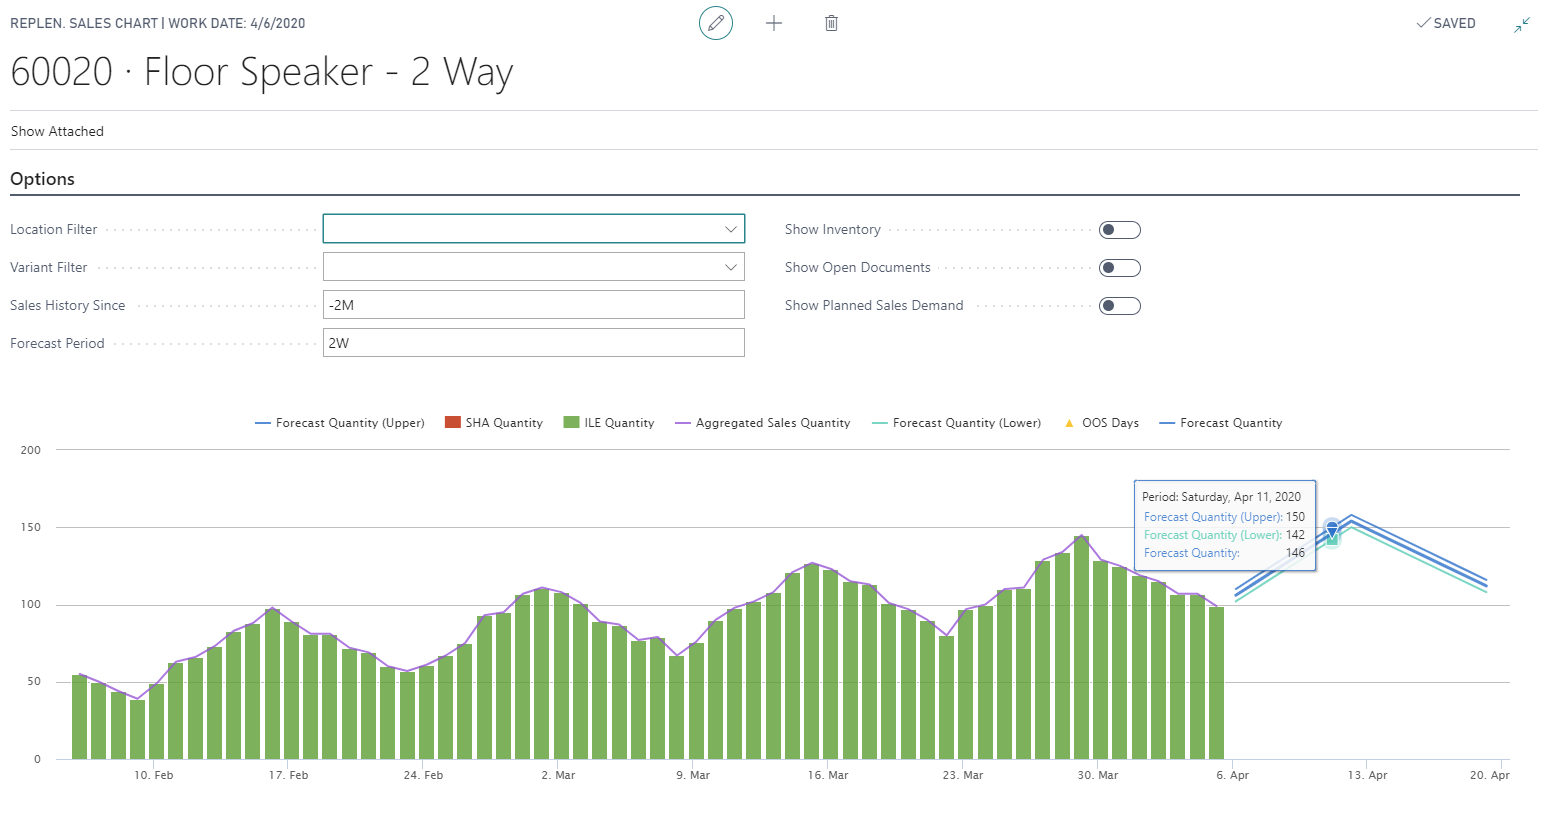 REPLEN. SALES CHART | WORK DATE: 4/6/2020
SAVED
60020 · Floor Speaker - 2 Way
Show Attached
Options
Location Filter
Show Inventory
Variant Filter
Show Open Documents
Sales History Since
-2M
Show Planned Sales Demand
Forecast Period
2W
Forecast Quantity (Upper) SHA Quantity ILE Quantity Aggregated Sales Quantity Forecast Quantity (Lower) OOS Days Forecast Quantity
200
150
100
50
0
Period: Saturday, Apr 11, 2020
Forecast Quantity (Upper): 150
Forecast Quantity (Lower): 142
Forecast Quantity: 146
10. Feb 17. Feb 24. Feb 2. Mar 9. Mar 16. Mar 23. Mar 30. Mar 6. Apr 13. Apr 20. Apr